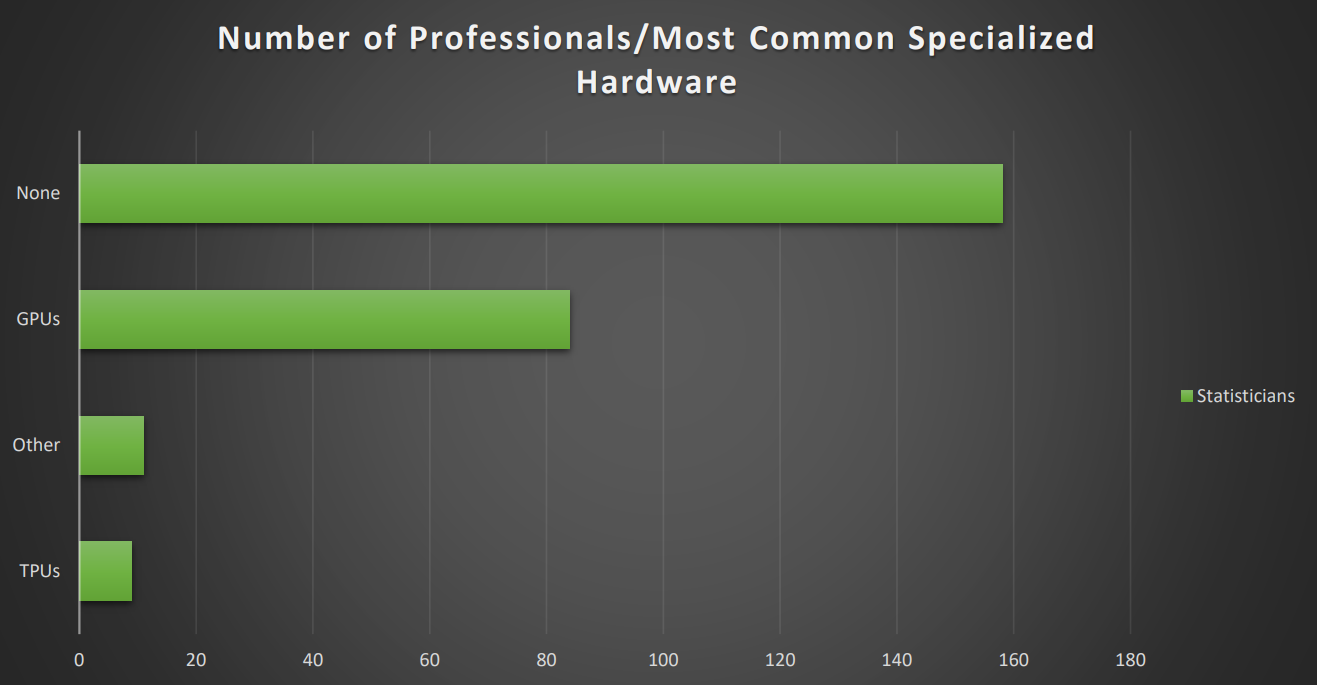 Number of Professionals/Most Common Specialized
Hardware
None
GPUs
Other
TPUs
Statisticians
0 20 40 60 80 100 120 140 160 180